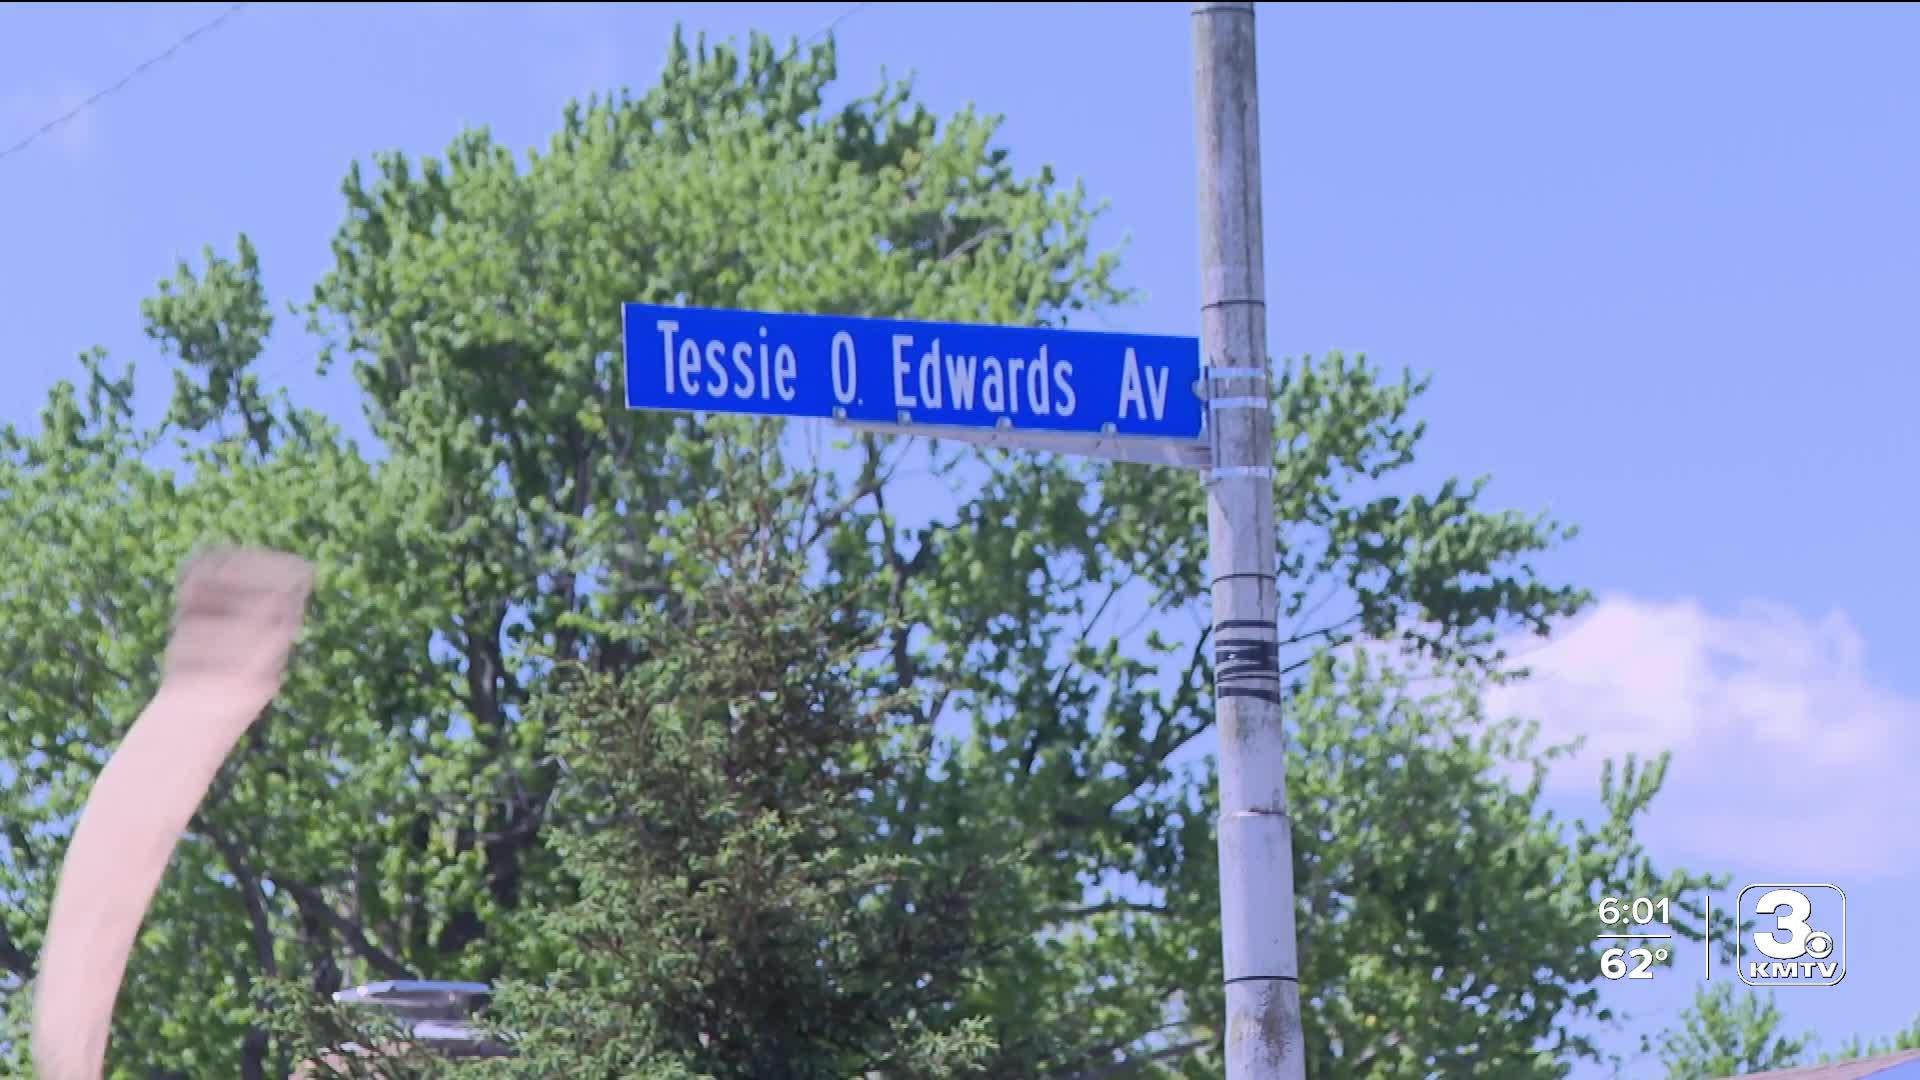 Tessie O. Edwards Av
6:01
62°
3
KMTV